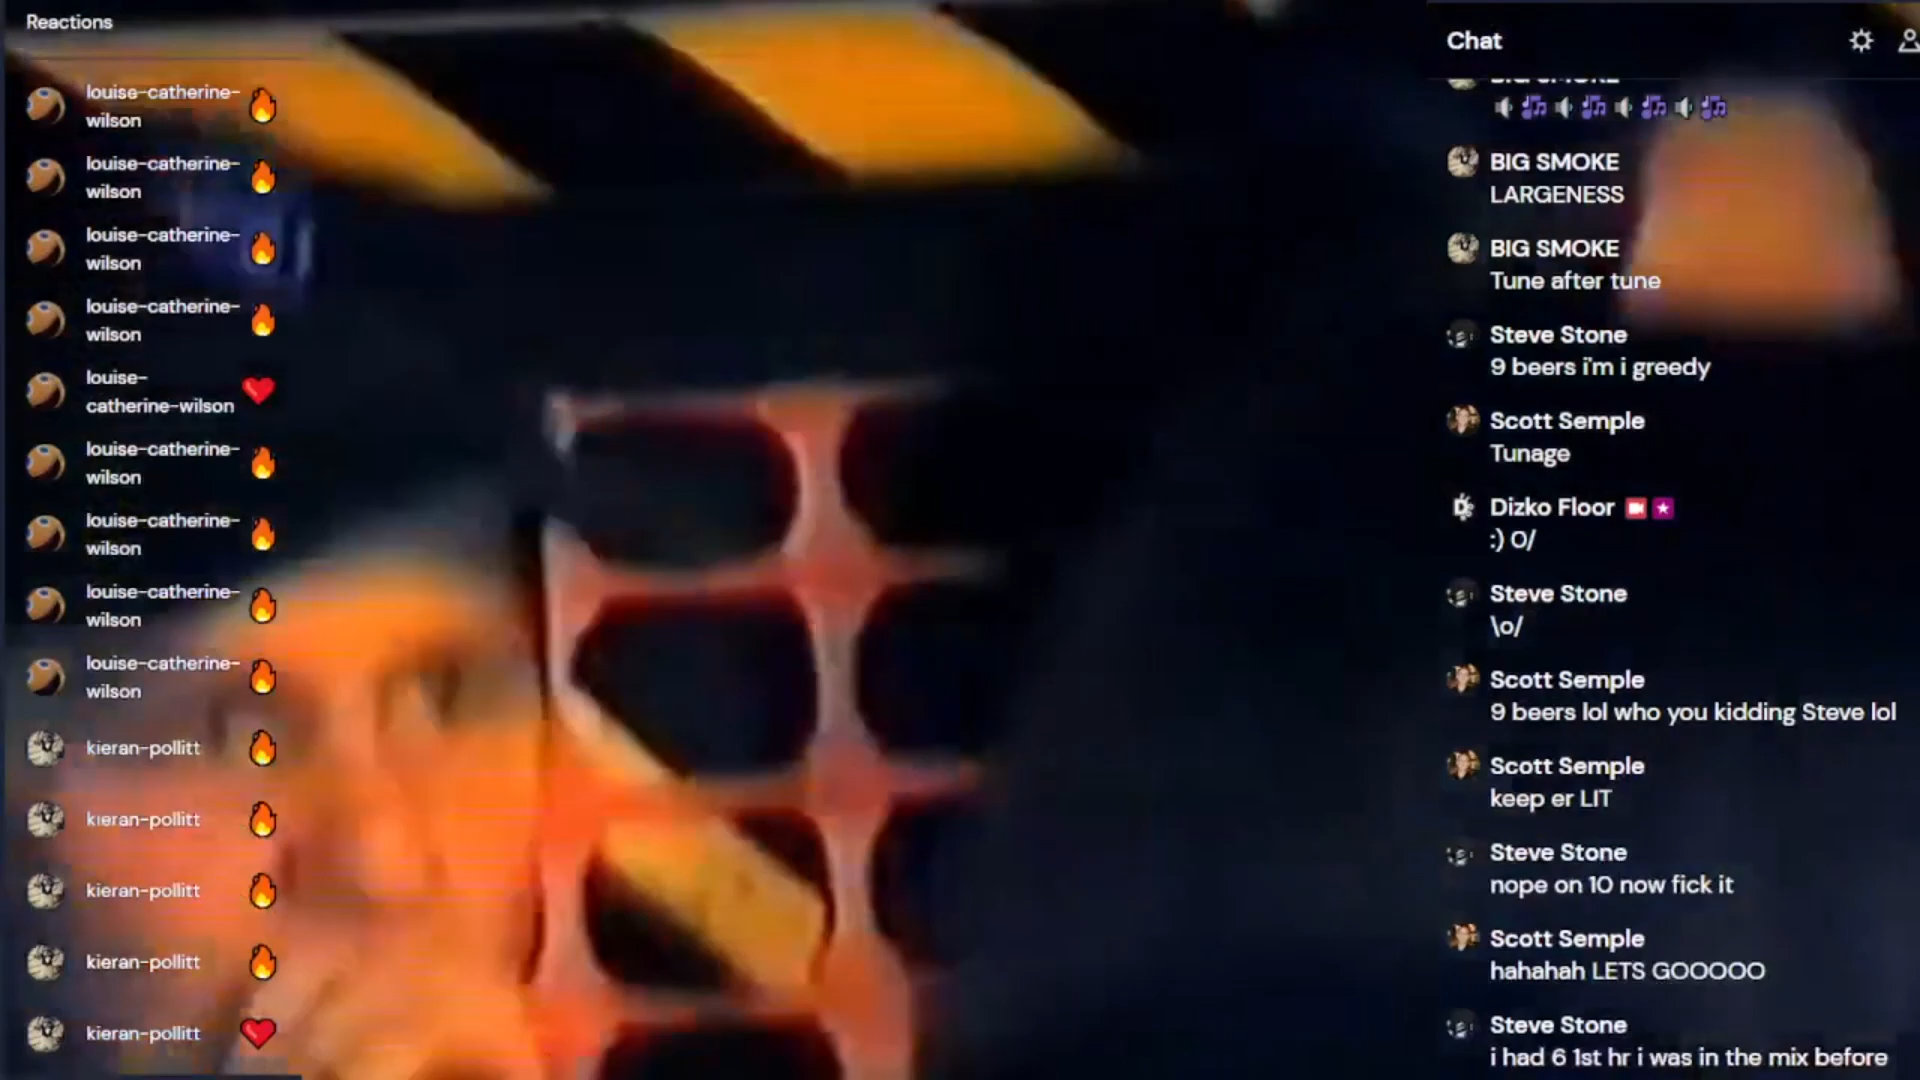 Reactions
louise-catherine-
wilson
louise-catherine-
wilson
louise-catherine-
wilson
louise-catherine-
wilson
louise-
catherine-wilson
louise-catherine-
wilson
louise-catherine-
wilson
louise-catherine-
wilson
louise-catherine-
wilson
kieran-pollitt
kieran-pollitt
kieran-pollitt
kieran-pollitt
kieran-pollitt
Chat
BIG SMOKE
🔈🎵🔈🎵🔈🎵🔈🎵
BIG SMOKE
LARGENESS
BIG SMOKE
Tune after tune
Steve Stone
9 beers i'm i greedy
Scott Semple
Tunage
Dizko Floor
:) O/
Steve Stone
\o/
Scott Semple
9 beers lol who you kidding Steve lol
Scott Semple
keep er LIT
Steve Stone
nope on 10 now fick it
Scott Semple
hahahah LETS GOOOOO
Steve Stone
i had 6 1st hr i was in the mix before